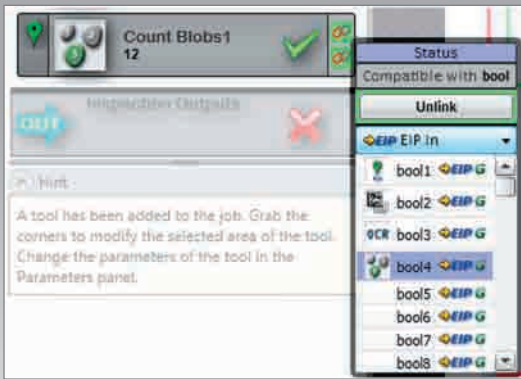 Count Blobs1
12
Inspection Outputs
OUT
Hint
A tool has been added to the job. Grab the
corners to modify the selected area of the tool.
Change the parameters of the tool in the
Parameters panel.
Status
Compatible with bool
Unlink
EIP EIP In
bool1 EIP G
bool2 EIP G
OCR bool3 EIP G
bool4 EIP G
bool5 EIP G
bool6 EIP G
bool7 EIP G
bool8 EIP G